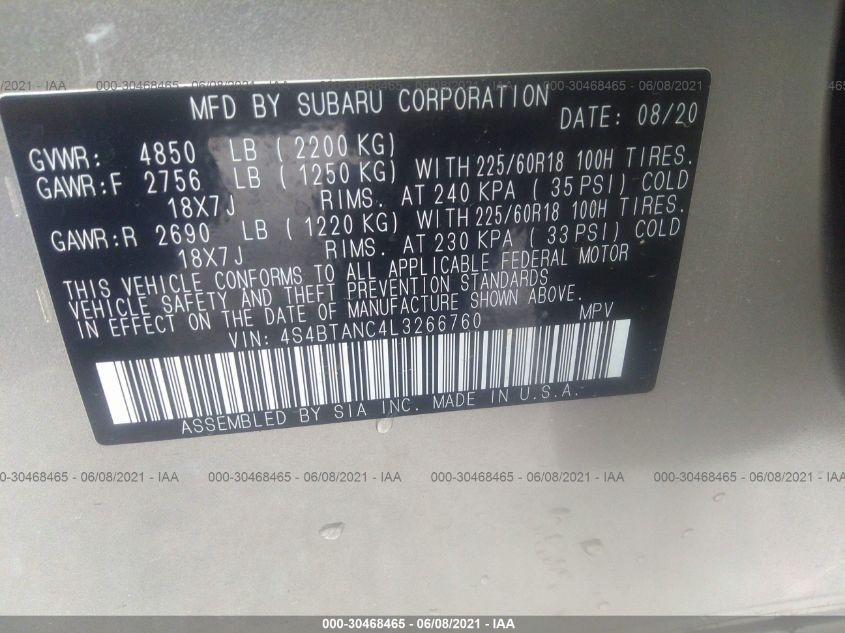 0/2021 - IAA 000-30468465 - 06/08/2021 - IAA 000-30468465 - 06/08/2021 - IAA 000-30468465 - 06/08/2021
MFD BY SUBARU CORPORATION DATE: 08/20
GVWR: 4850 LB ( 2200 KG)
GAWR:F 2756 LB ( 1250 KG) WITH 225/60R18 100H TIRES.
18X7J RIMS. AT 240 KPA ( 35 PSI) COLD
GAWR:R 2690 LB ( 1220 KG) WITH 225/60R18 100H TIRES.
18X7J RIMS. AT 230 KPA ( 33 PSI) COLD
THIS VEHICLE CONFORMS TO ALL APPLICABLE FEDERAL MOTOR
VEHICLE SAFETY AND THEFT PREVENTION STANDARDS
IN EFFECT ON THE DATE OF MANUFACTURE SHOWN ABOVE.
VIN: 4S4BTANC4L3266760 MPV
ASSEMBLED BY SIA INC. MADE IN U.S.A.
0-30468465 - 06/08/2021 - IAA 000-30468465 - 06/08/2021 - IAA 000-30468465 - 06/08/2021 - IAA
000-30468465 - 06/08/2021 - IAA